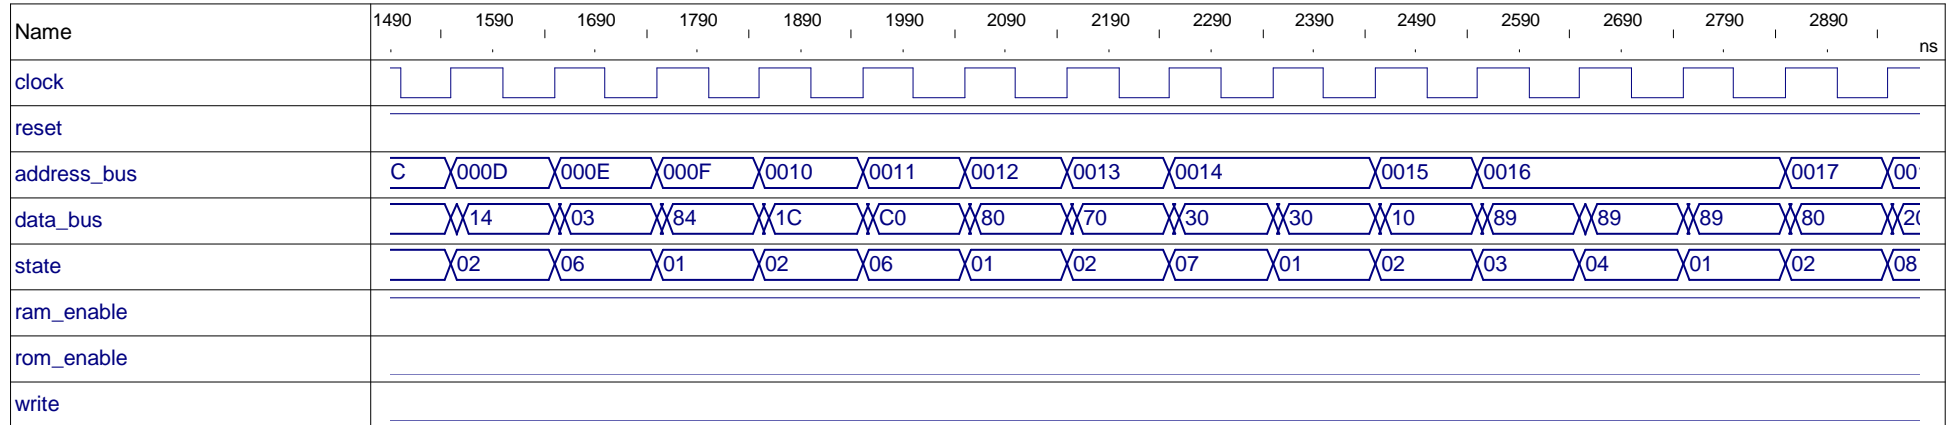 Name 1490 1590 1690 1790 1890 1990 2090 2190 2290 2390 2490 2590 2690 2790 2890
ns
clock
reset
address_bus C 000D 000E 000F 0010 0011 0012 0013 0014 0015 0016 0017 00
data_bus 14 03 84 1C C0 80 70 30 30 10 89 89 89 80 20
state 02 06 01 02 06 01 02 07 01 02 03 04 01 02 08
ram_enable
rom_enable
write